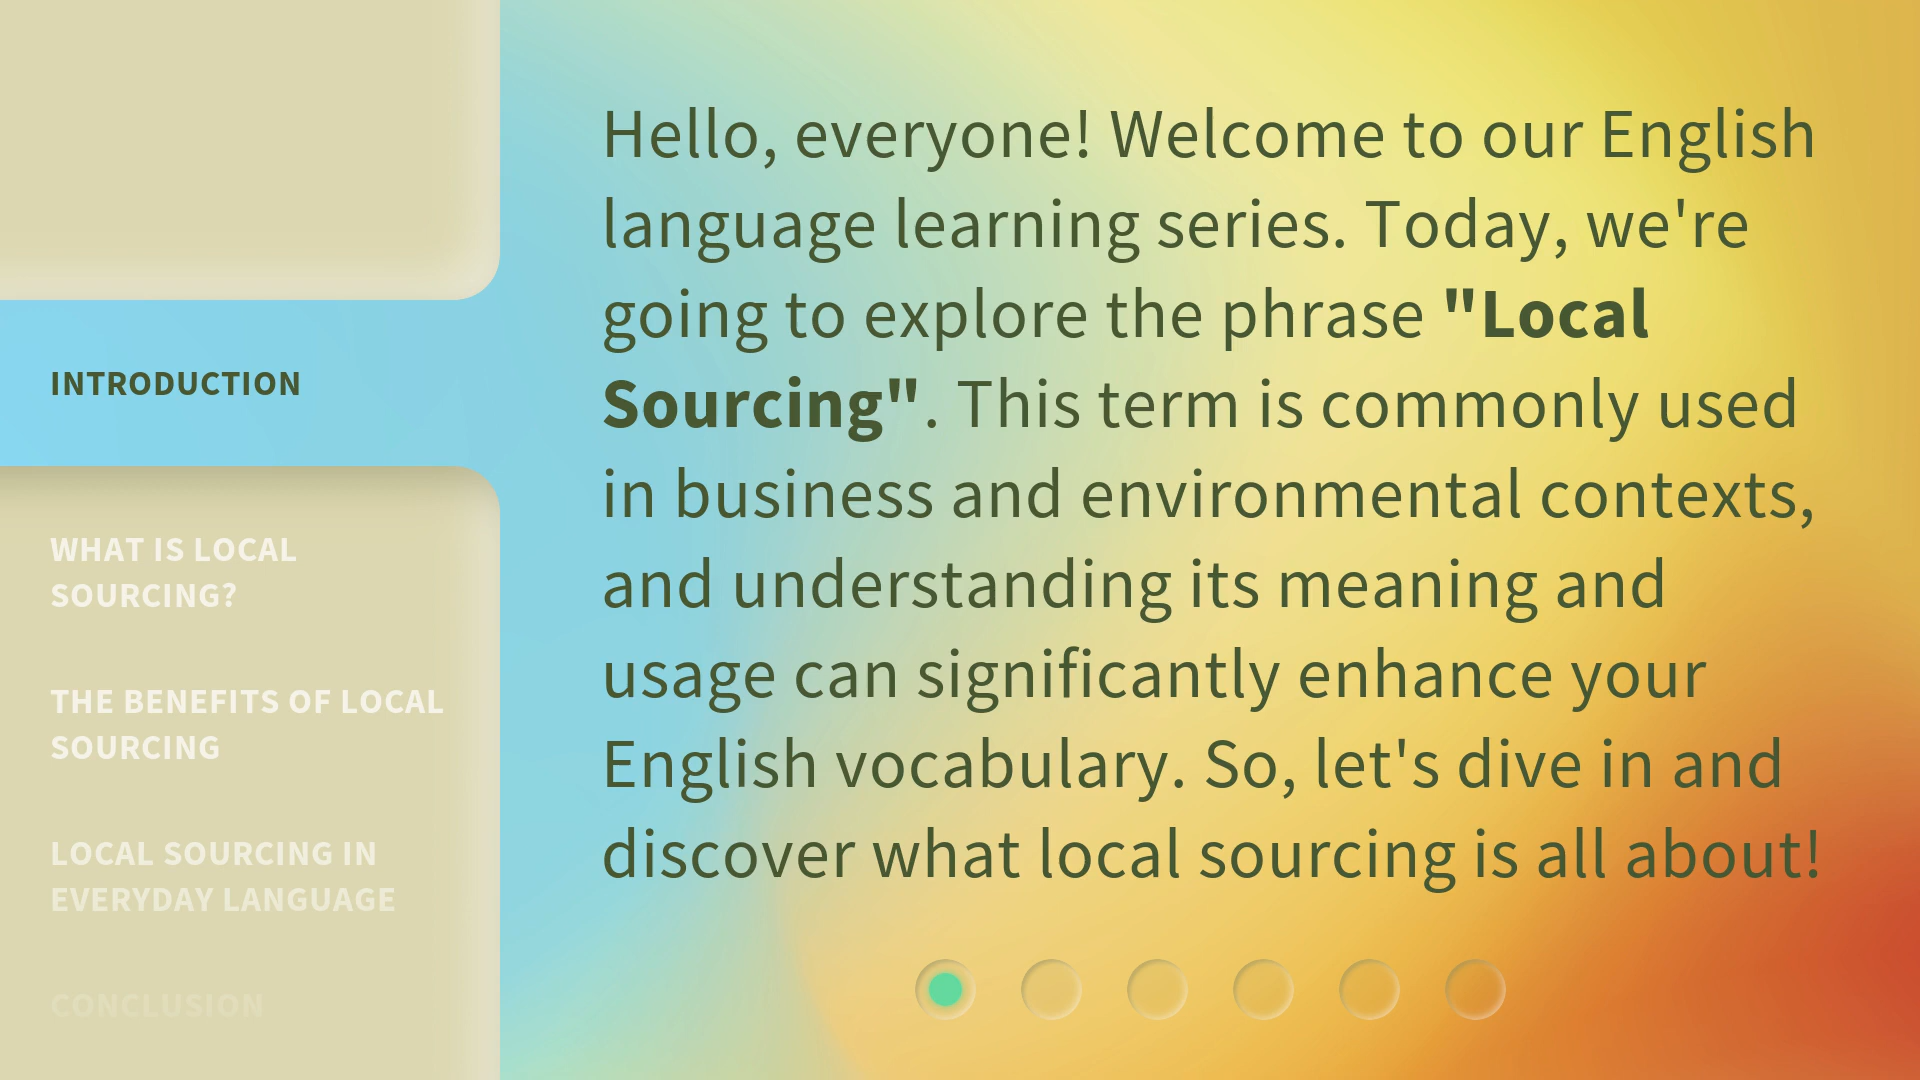 INTRODUCTION
WHAT IS LOCAL
SOURCING?
THE BENEFITS OF LOCAL
SOURCING
LOCAL SOURCING IN
EVERYDAY LANGUAGE
CONCLUSION
Hello, everyone! Welcome to our English
language learning series. Today, we're
going to explore the phrase "Local
Sourcing". This term is commonly used
in business and environmental contexts,
and understanding its meaning and
usage can significantly enhance your
English vocabulary. So, let's dive in and
discover what local sourcing is all about!